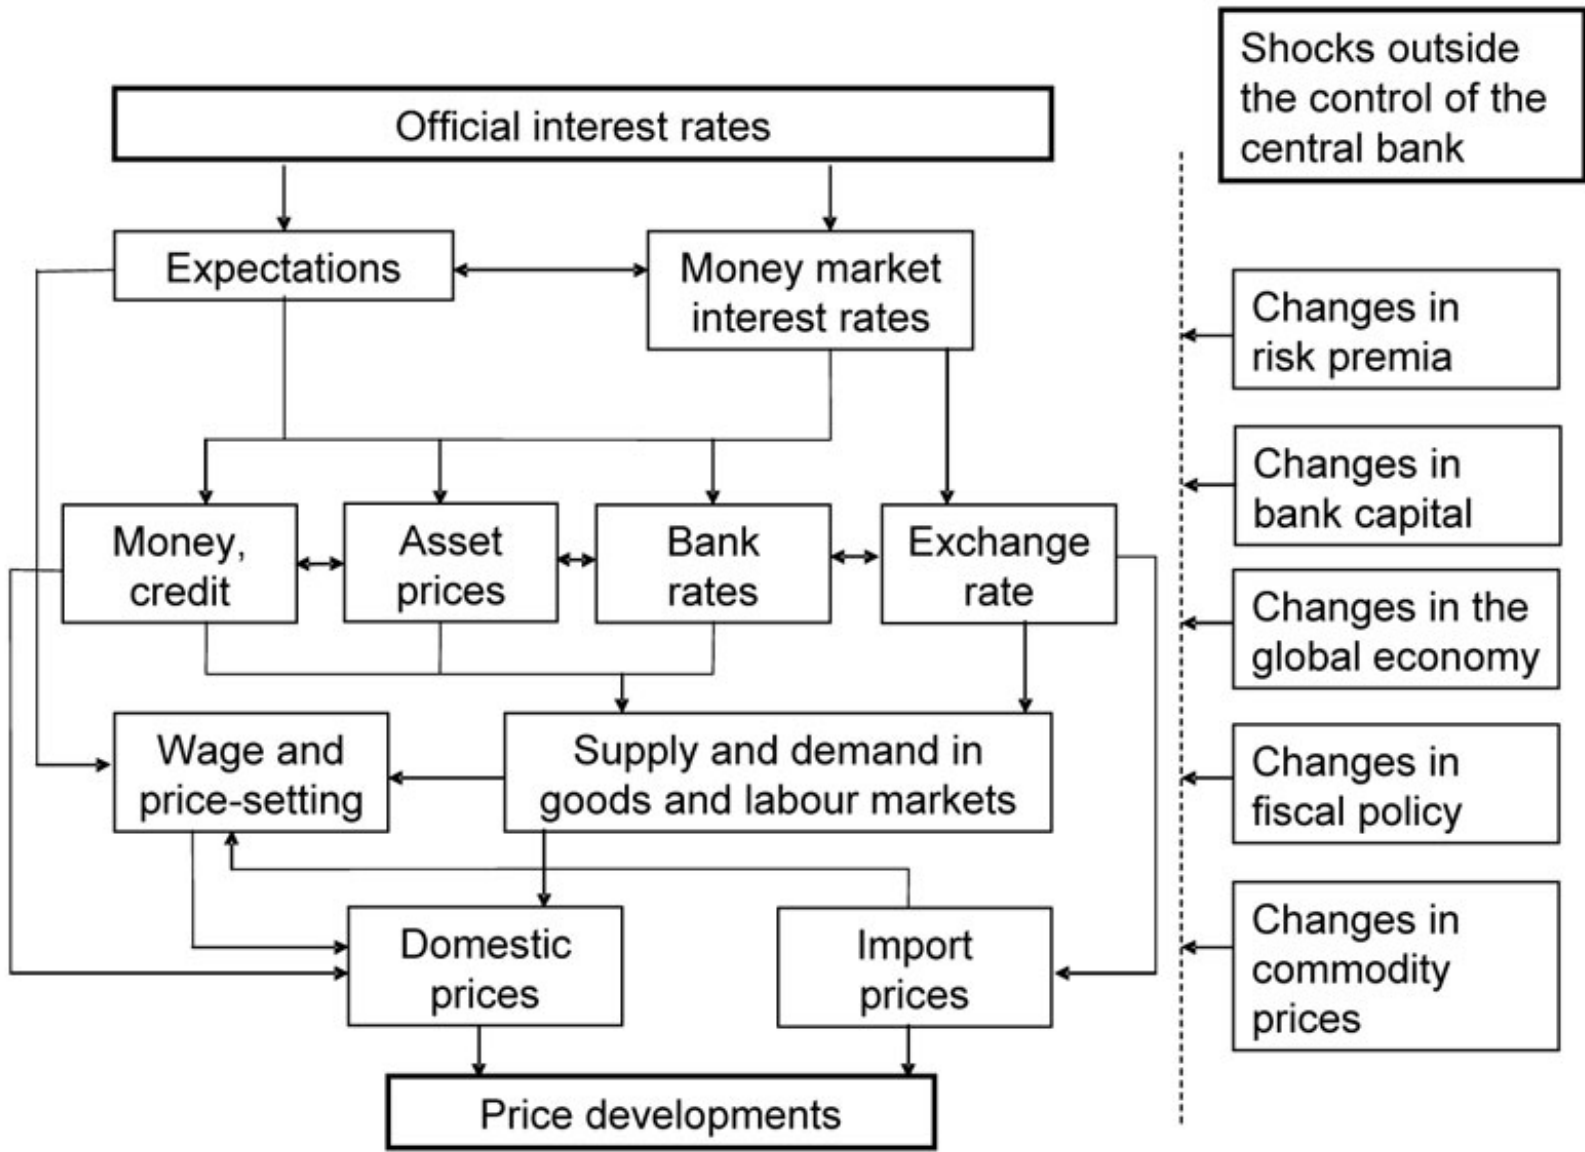 Shocks outside
the control of the
central bank
Official interest rates
Expectations
Money market
interest rates
Changes in
risk premia
Changes in
bank capital
Money,
credit
Asset
prices
Bank
rates
Exchange
rate
Changes in the
global economy
Wage and
price-setting
Supply and demand in
goods and labour markets
Changes in
fiscal policy
Domestic
prices
Import
prices
Changes in
commodity
prices
Price developments